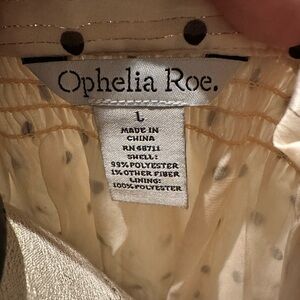 Ophelia Roe.
L
MADE IN
CHINA
RN 68711
SHELL:
99% POLYESTER
1% OTHER FIBER
LINING:
100% POLYESTER